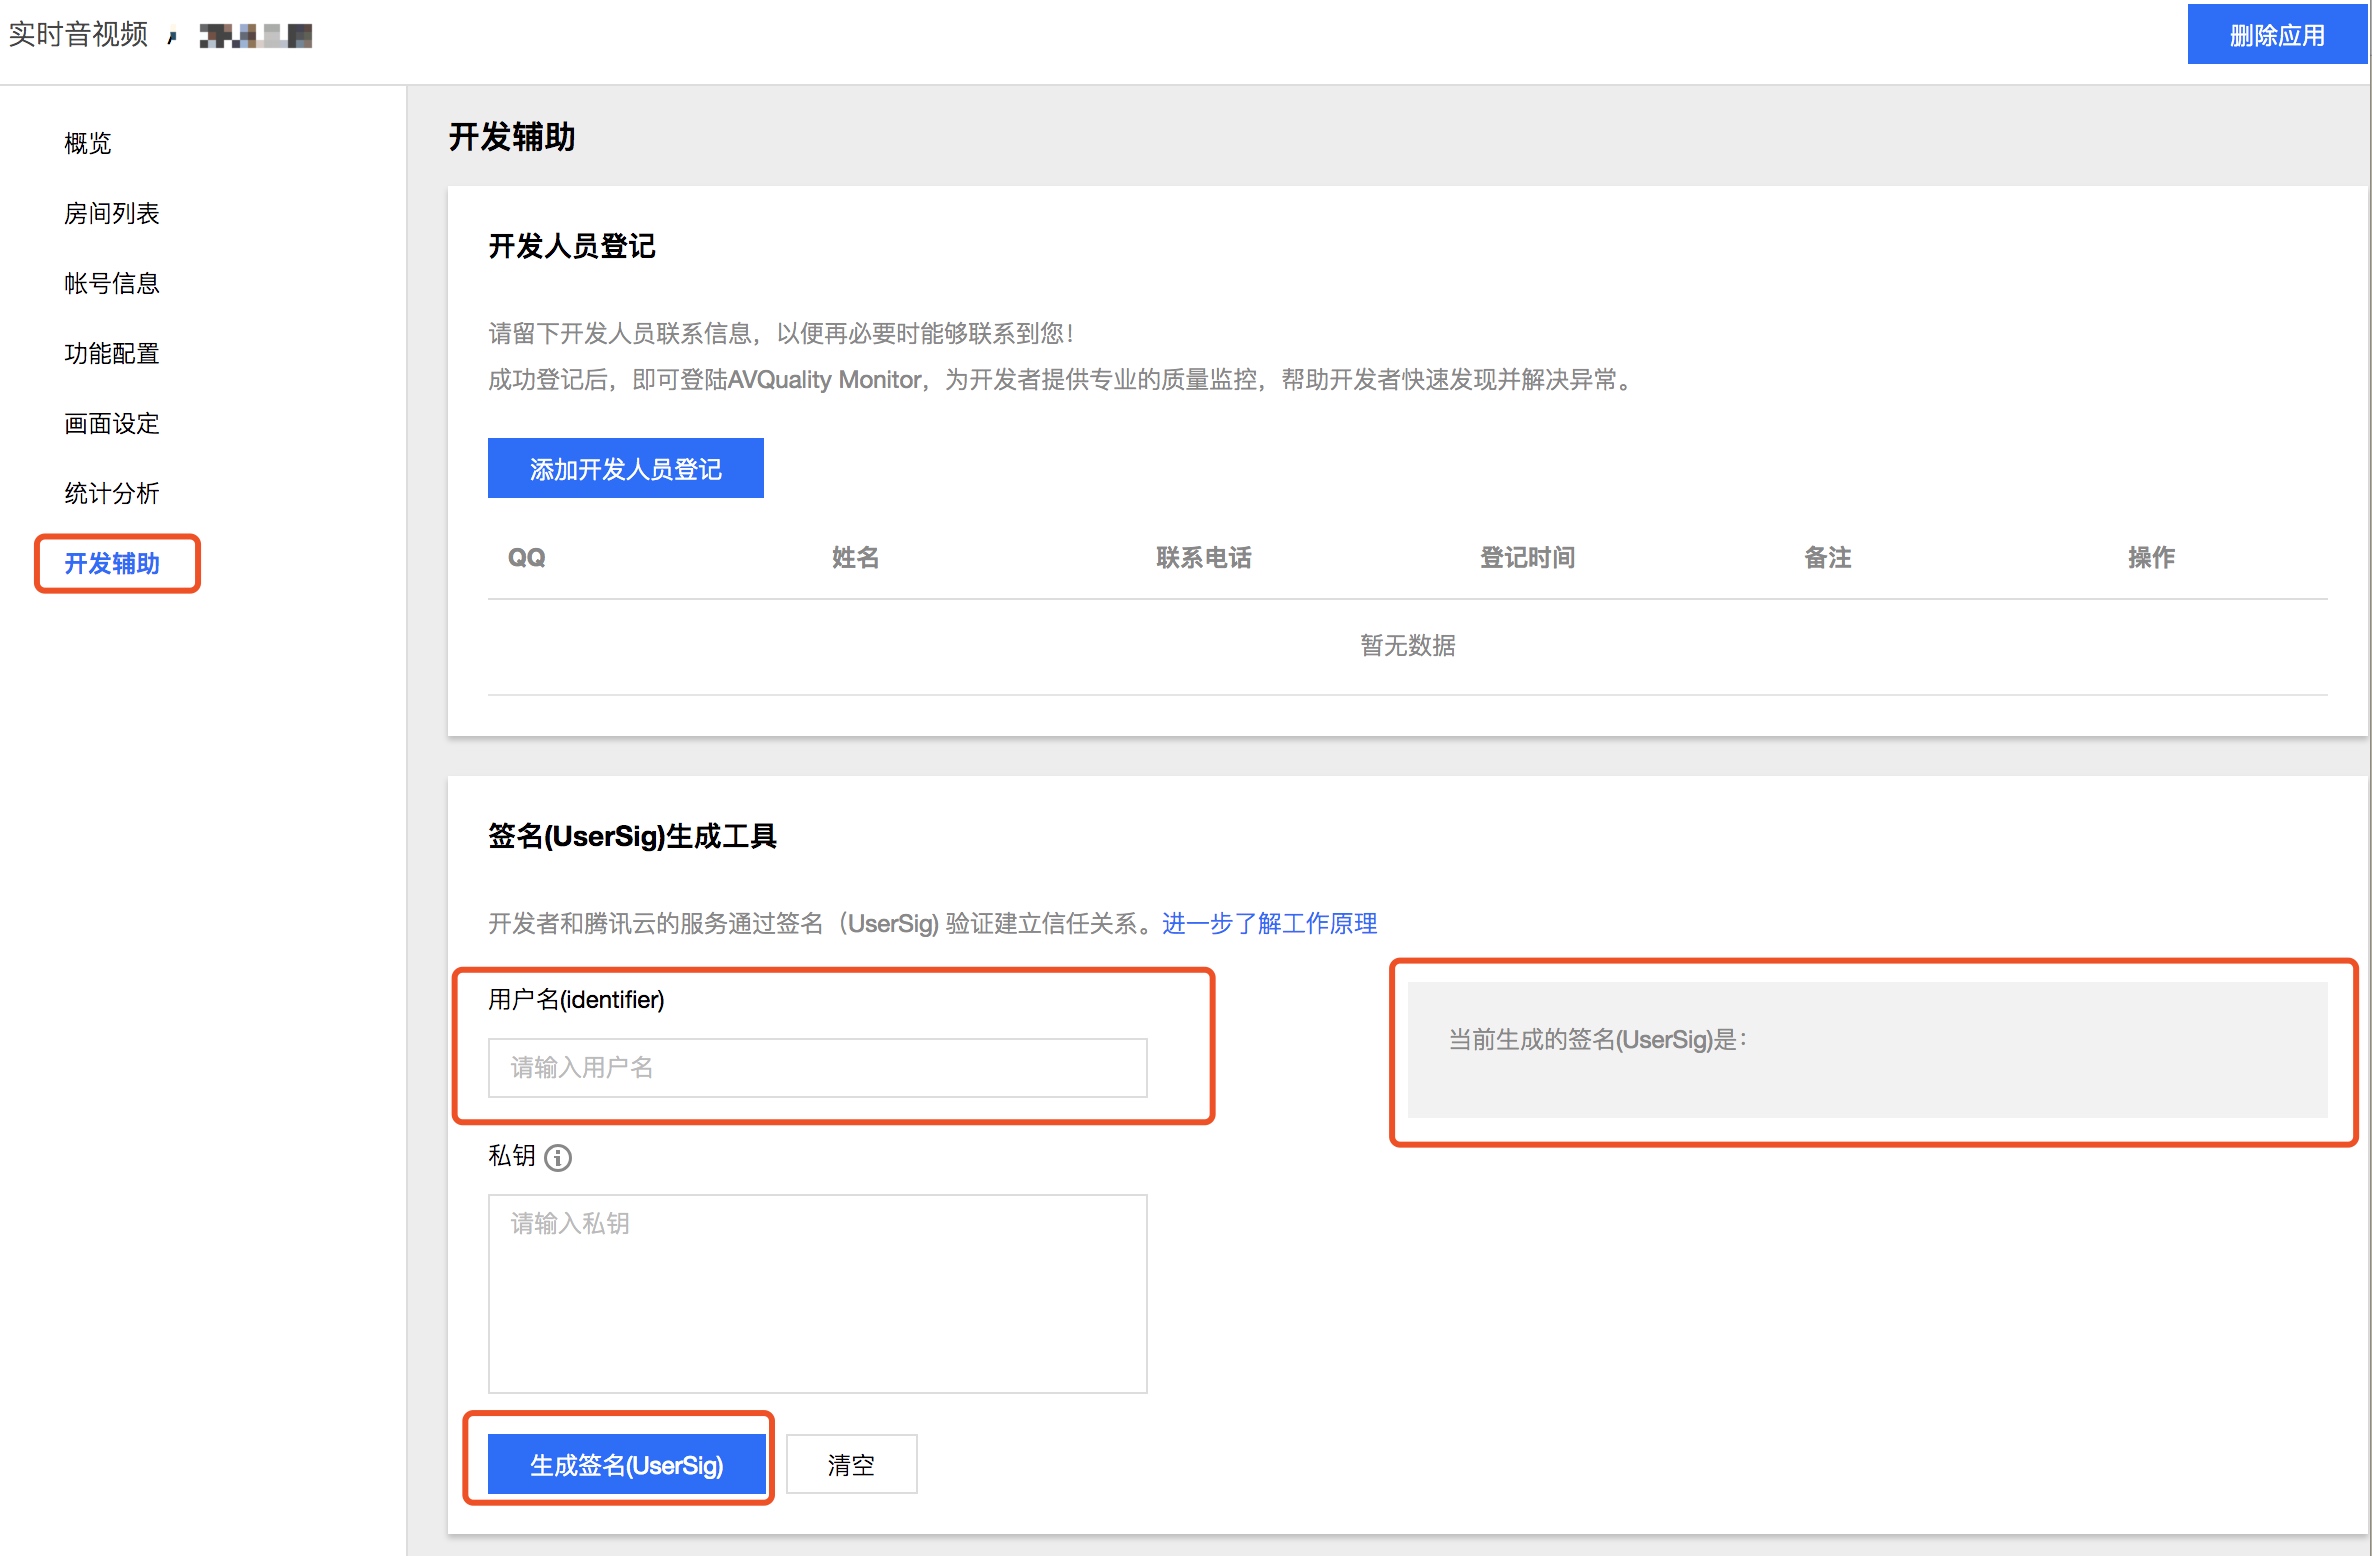 实时音视频 /
删除应用
概览
房间列表
帐号信息
功能配置
画面设定
统计分析
开发辅助
开发辅助
开发人员登记
请留下开发人员联系信息，以便再必要时能够联系到您！
成功登记后，即可登陆AVQuality Monitor，为开发者提供专业的质量监控，帮助开发者快速发现并解决异常。
添加开发人员登记
QQ 姓名 联系电话 登记时间 备注 操作
暂无数据
签名(UserSig)生成工具
开发者和腾讯云的服务通过签名（UserSig) 验证建立信任关系。进一步了解工作原理
用户名(identifier)
请输入用户名
当前生成的签名(UserSig)是：
私钥
请输入私钥
生成签名(UserSig) 清空